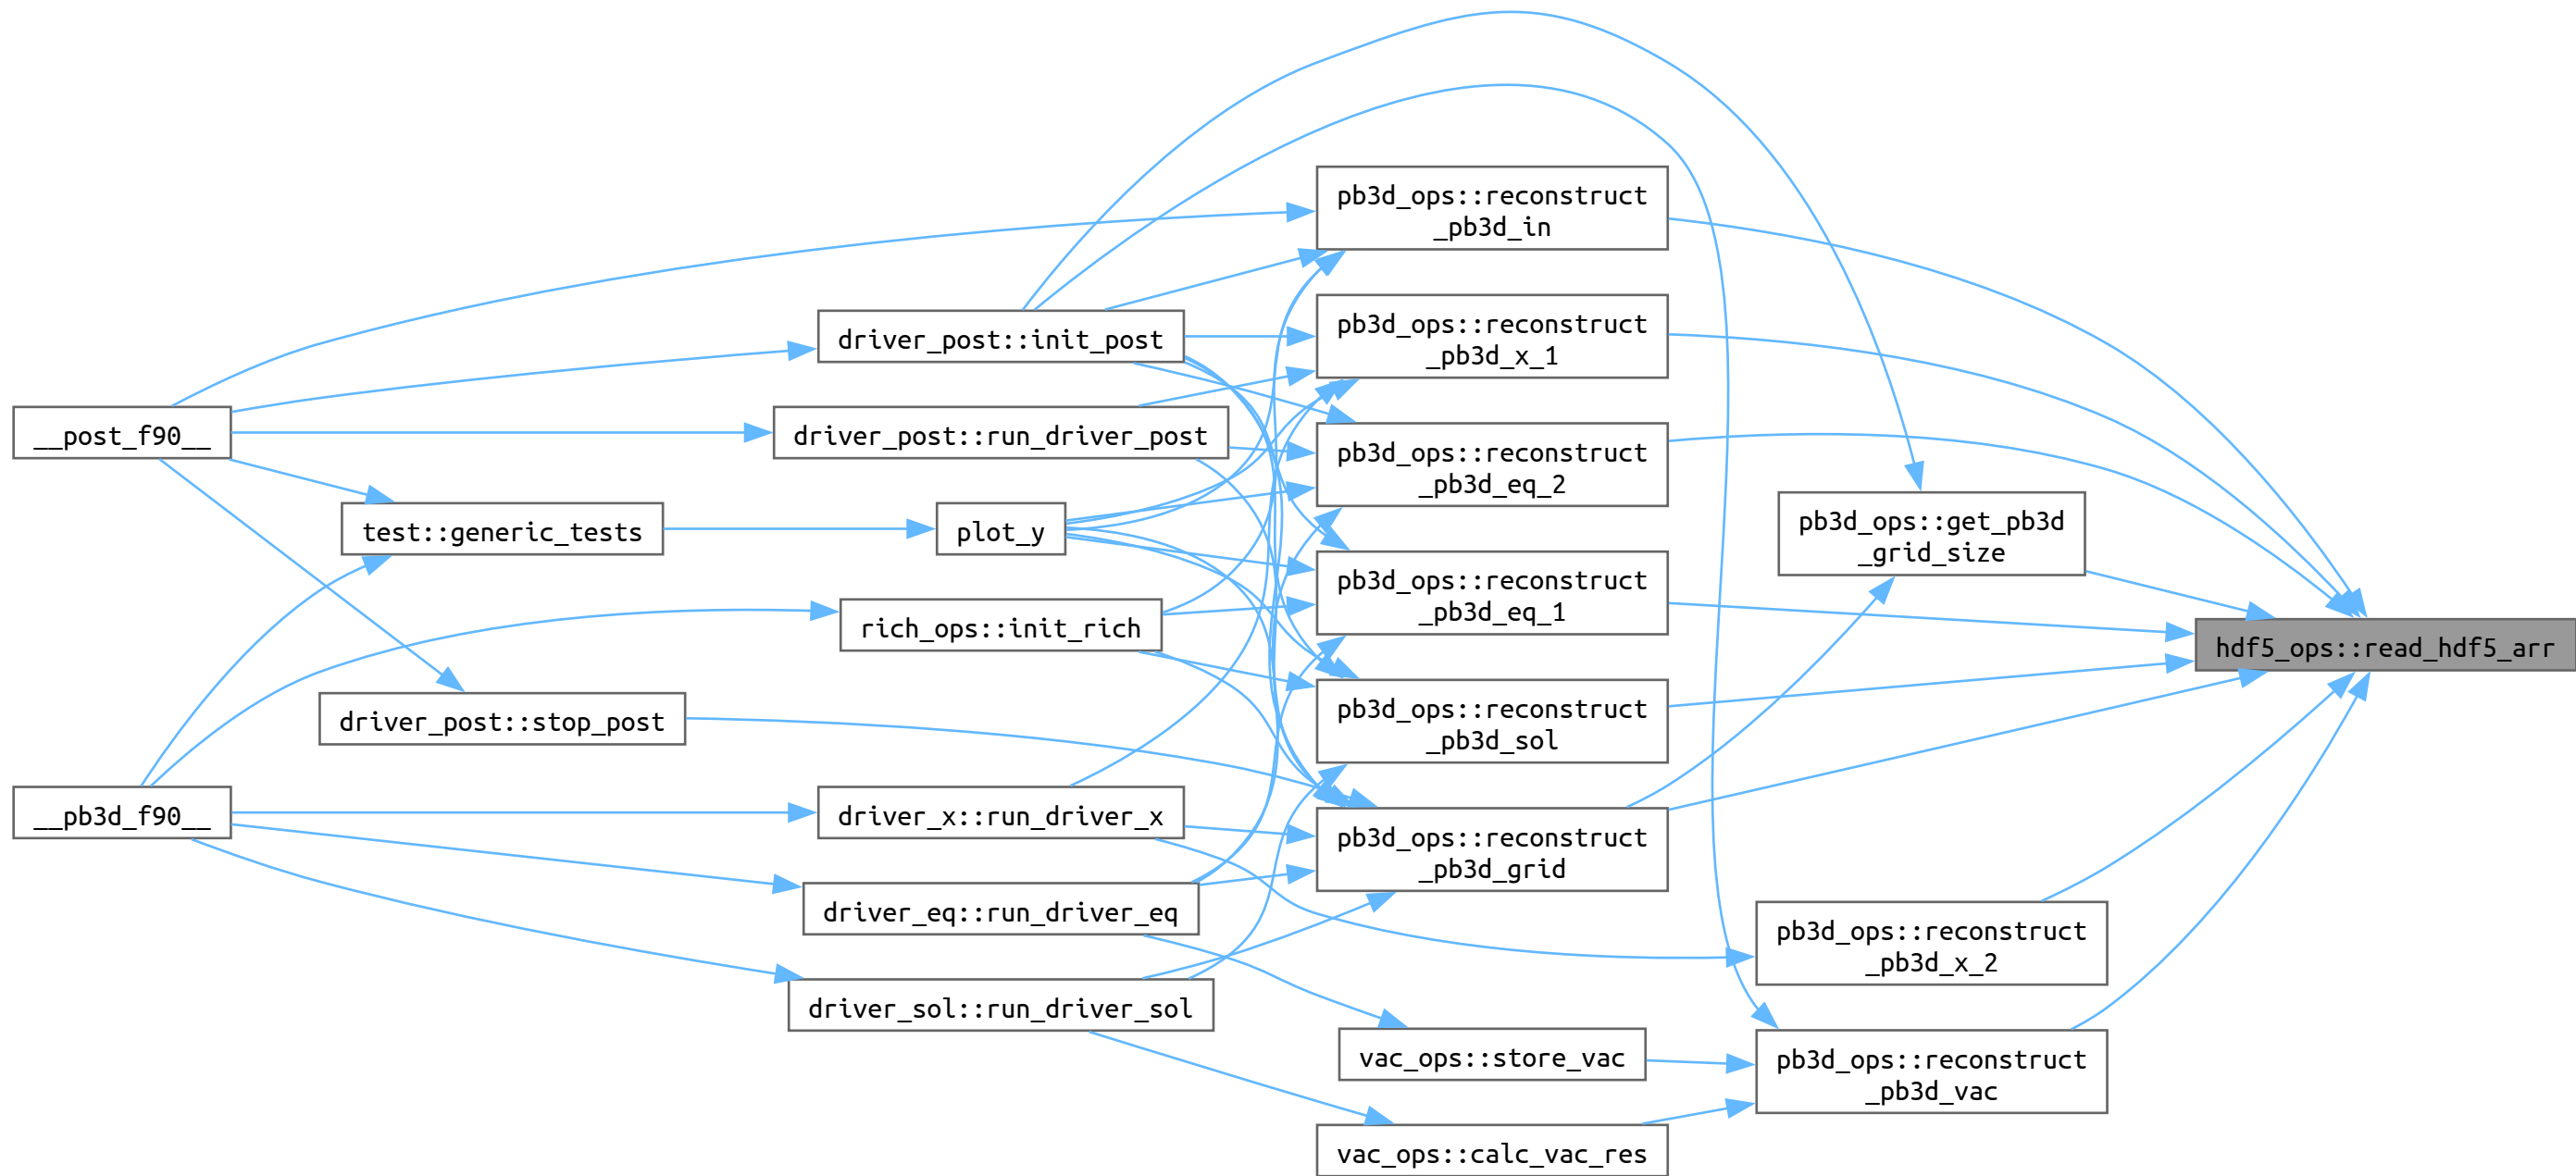 pb3d_ops::reconstruct
_pb3d_in
pb3d_ops::reconstruct
_pb3d_x_1
driver_post::init_post
__post_f90__
driver_post::run_driver_post
pb3d_ops::reconstruct
_pb3d_eq_2
test::generic_tests
plot_y
pb3d_ops::get_pb3d
_grid_size
pb3d_ops::reconstruct
_pb3d_eq_1
rich_ops::init_rich
hdf5_ops::read_hdf5_arr
driver_post::stop_post
pb3d_ops::reconstruct
_pb3d_sol
__pb3d_f90__
driver_x::run_driver_x
pb3d_ops::reconstruct
_pb3d_grid
driver_eq::run_driver_eq
pb3d_ops::reconstruct
_pb3d_x_2
driver_sol::run_driver_sol
vac_ops::store_vac
pb3d_ops::reconstruct
_pb3d_vac
vac_ops::calc_vac_res